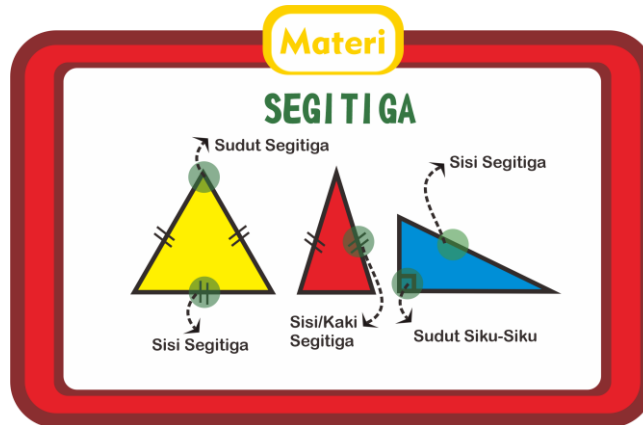 Materi
SEGITIGA
Sudut Segitiga
Sisi Segitiga
Sisi Segitiga
Sisi/Kaki
Segitiga
Sudut Siku-Siku